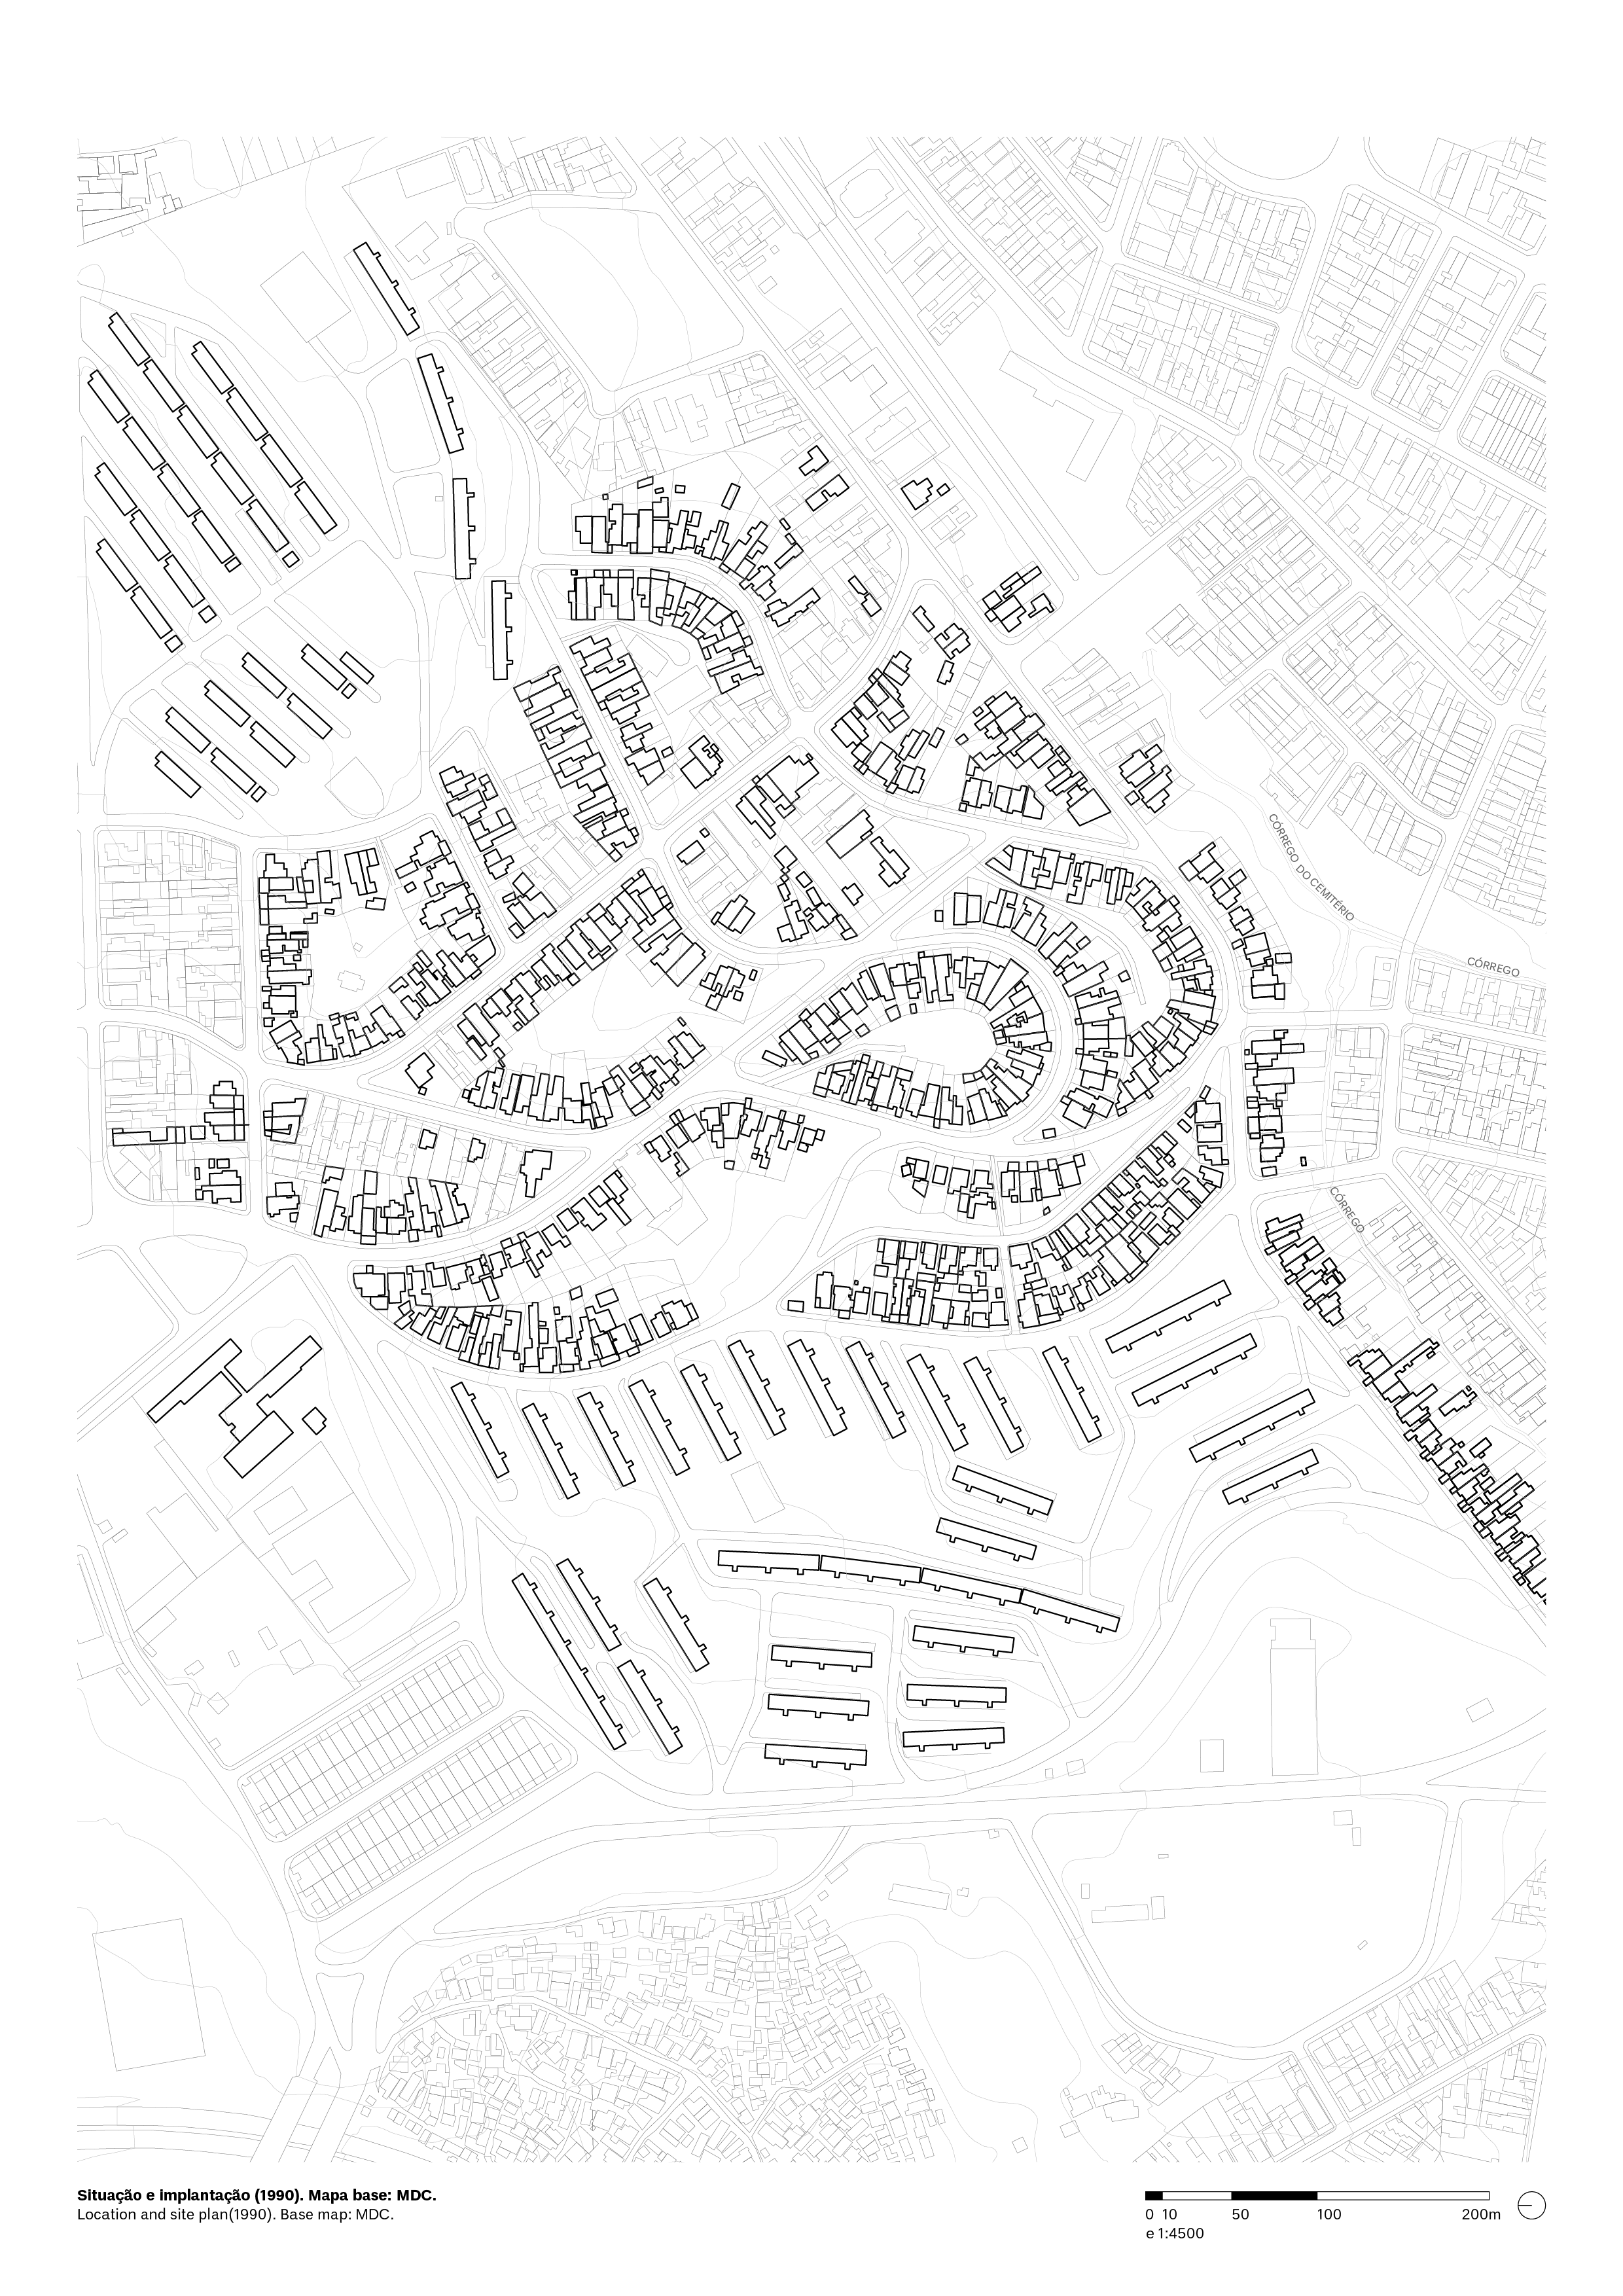 CÓRREGO DO CEMITÉRIO
CÓRREGO
CÓRREGO
Situação e implantação (1990). Mapa base: MDC.
Location and site plan(1990). Base map: MDC.
0 10 50 100 200m
e 1:4500